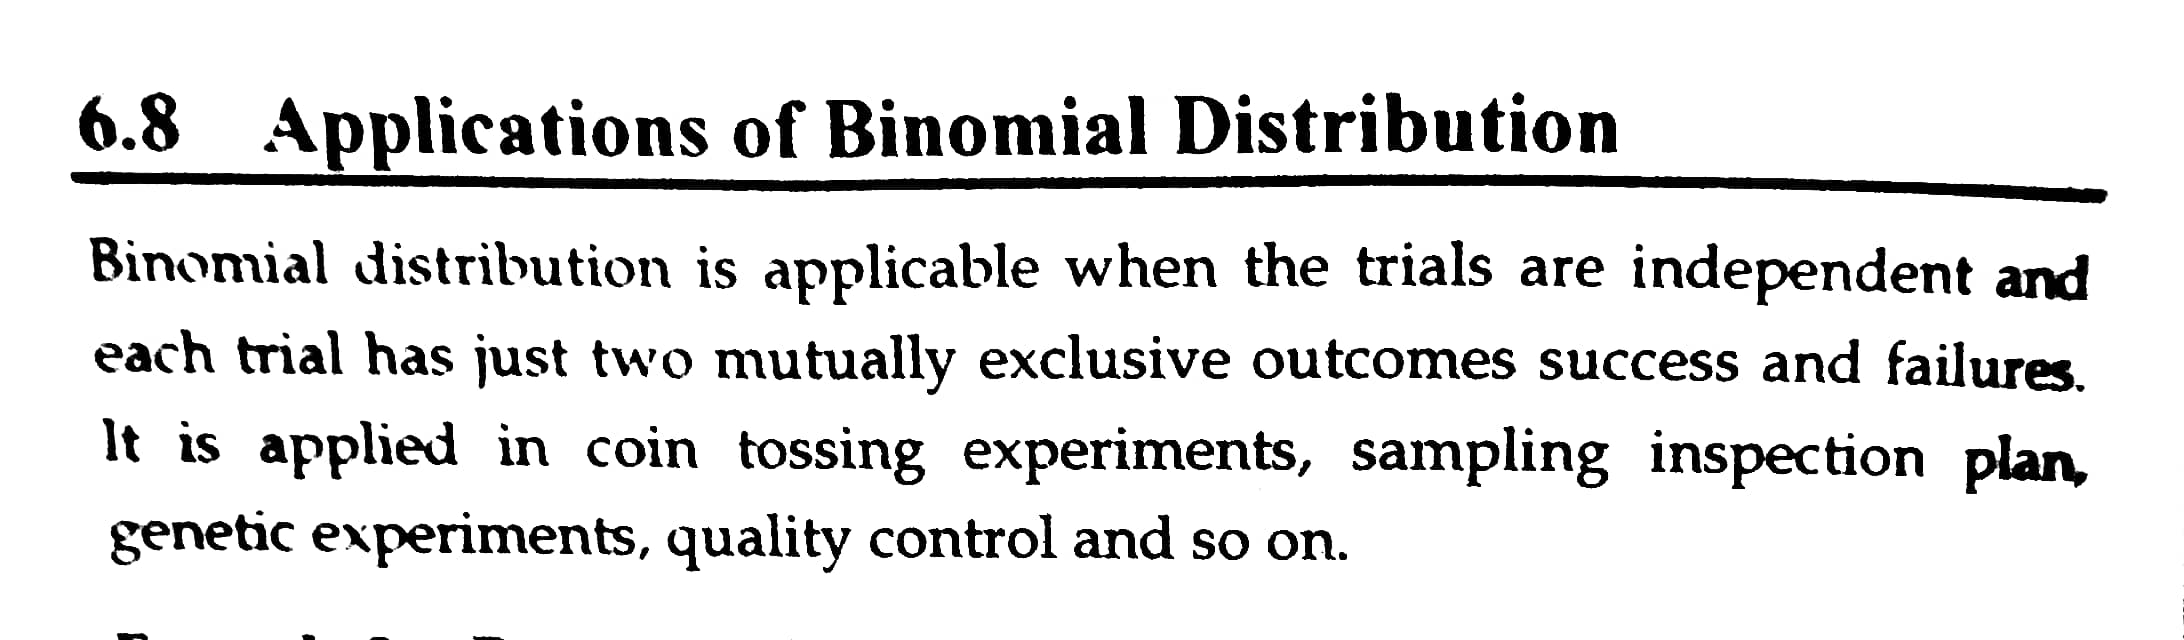 6.8 Applications of Binomial Distribution
Binomial distribution is applicable when the trials are independent and
each trial has just two mutually exclusive outcomes success and failures.
It is applied in coin tossing experiments, sampling inspection plan,
genetic experiments, quality control and so on.